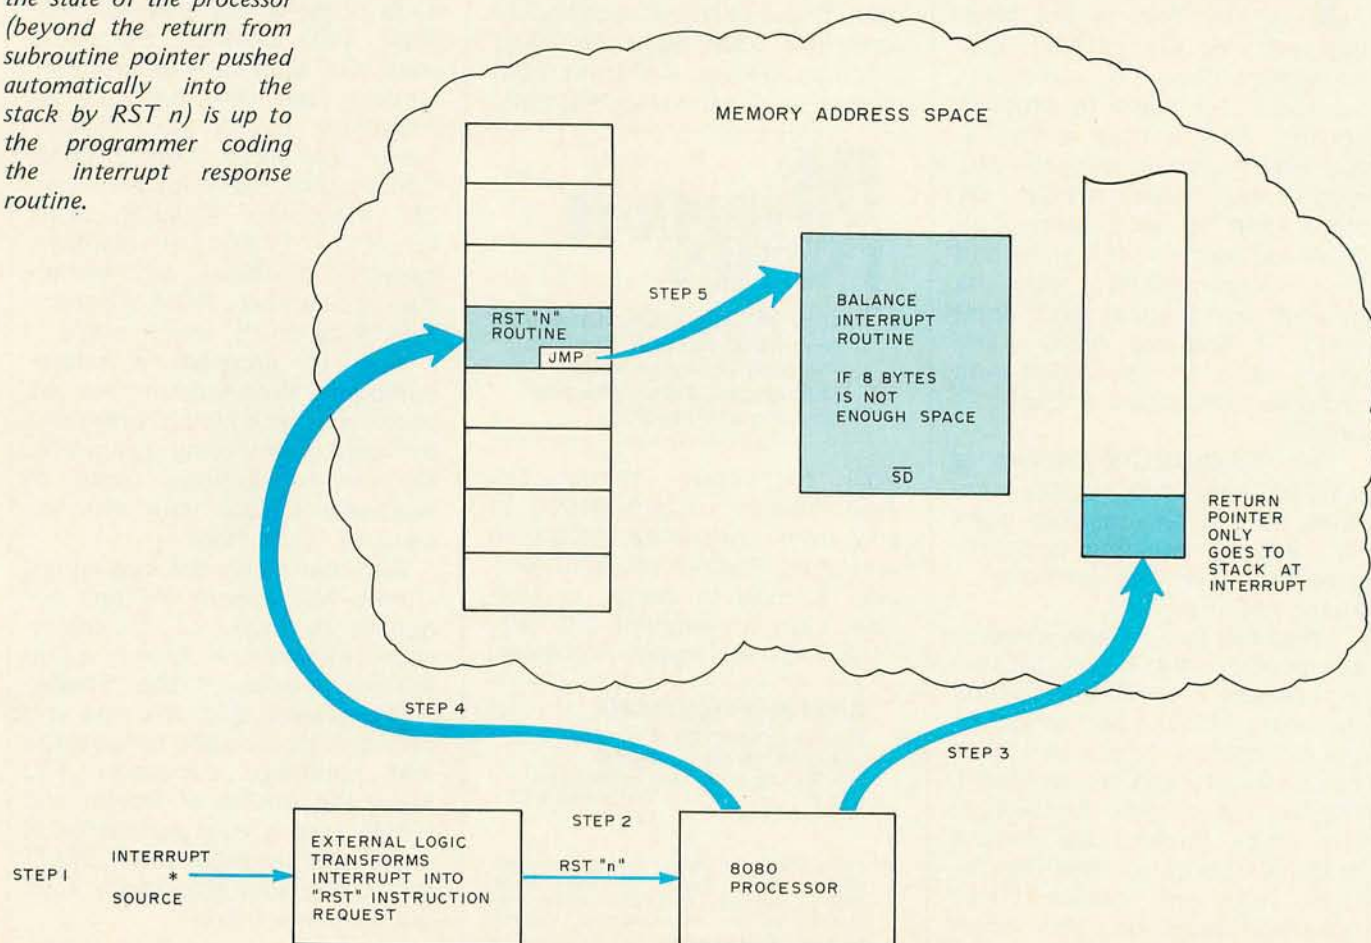 the state of the processor
(beyond the return from
subroutine pointer pushed
automatically into the
stack by RST n) is up to
the programmer coding
the interrupt response
routine.
MEMORY ADDRESS SPACE
RST "N"
ROUTINE
JMP
STEP 5
BALANCE
INTERRUPT
ROUTINE
IF 8 BYTES
IS NOT
ENOUGH SPACE
SD
RETURN
POINTER
ONLY
GOES TO
STACK AT
INTERRUPT
STEP 4
STEP 3
STEP 1
INTERRUPT
*
SOURCE
EXTERNAL LOGIC
TRANSFORMS
INTERRUPT INTO
"RST" INSTRUCTION
REQUEST
STEP 2
RST "n"
8080
PROCESSOR